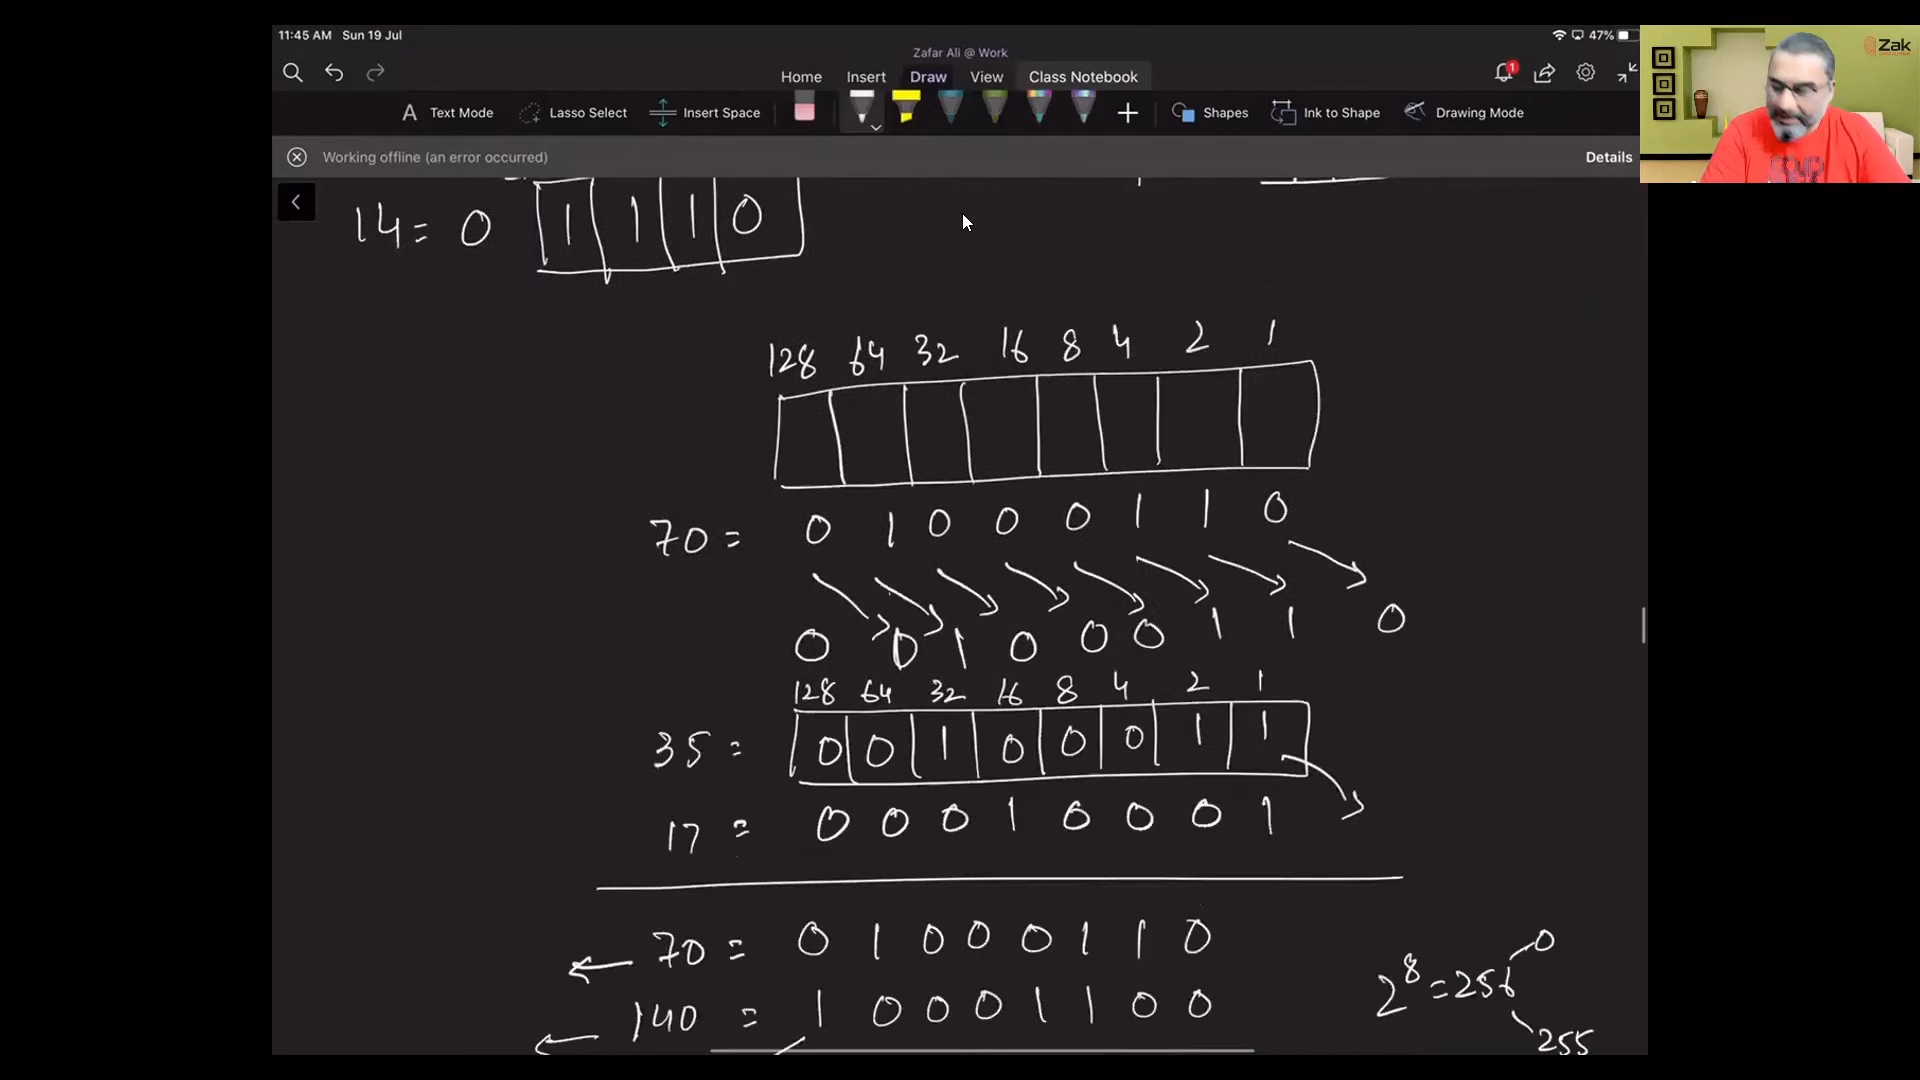 11:45 AM Sun 19 Jul
47%
Zafar Ali @ Work
Home Insert Draw View Class Notebook
1
Zak
A Text Mode Lasso Select Insert Space Shapes Ink to Shape Drawing Mode
Working offline (an error occurred) Details
14 = 0 1 1 1 0
128 64 32 16 8 4 2 1
70 = 0 1 0 0 0 1 1 0
0 0 1 0 0 0 1 1 0
128 64 32 16 8 4 2 1
35 = 0 0 1 0 0 0 1 1
17 = 0 0 0 1 0 0 0 1
70 = 0 1 0 0 0 1 1 0
140 = 1 0 0 0 1 1 0 0
0
2^8 = 256
255